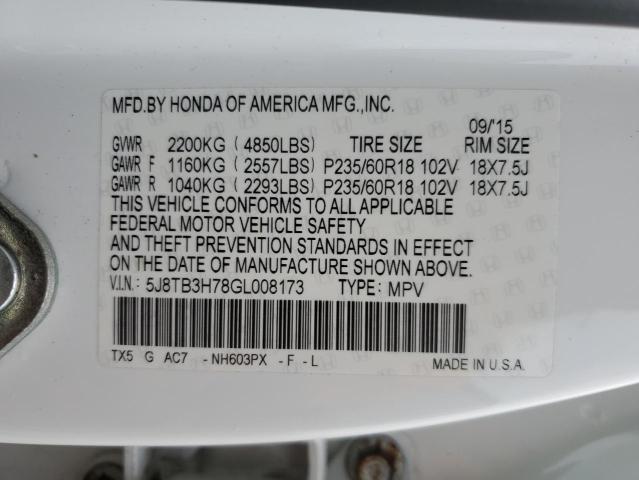 MFD.BY HONDA OF AMERICA MFG.,INC.
09/'15
GVWR 2200KG (4850LBS) TIRE SIZE RIM SIZE
GAWR F 1160KG (2557LBS) P235/60R18 102V 18X7.5J
GAWR R 1040KG (2293LBS) P235/60R18 102V 18X7.5J
THIS VEHICLE CONFORMS TO ALL APPLICABLE
FEDERAL MOTOR VEHICLE SAFETY
AND THEFT PREVENTION STANDARDS IN EFFECT
ON THE DATE OF MANUFACTURE SHOWN ABOVE.
V.I.N.: 5J8TB3H78GL008173 TYPE: MPV
TX5 G AC7 -NH603PX -F -L MADE IN U.S.A.